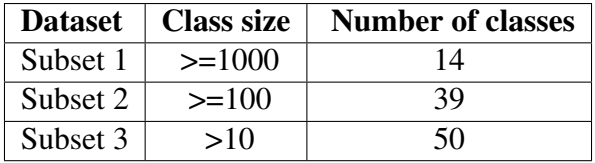 Dataset Class size Number of classes
Subset 1 >=1000 14
Subset 2 >=100 39
Subset 3 >10 50